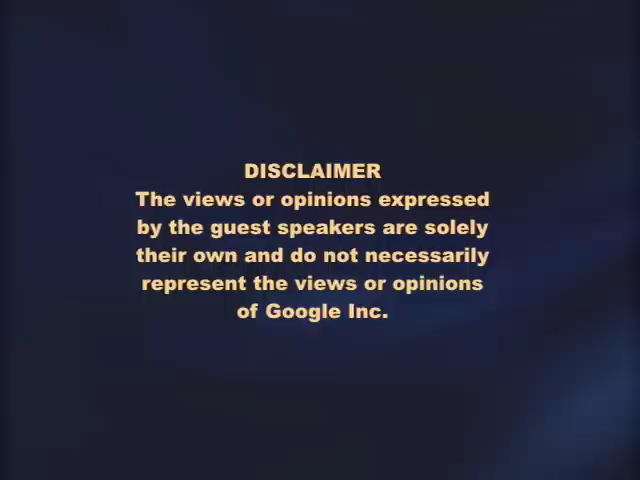 DISCLAIMER
The views or opinions expressed
by the guest speakers are solely
their own and do not necessarily
represent the views or opinions
of Google Inc.